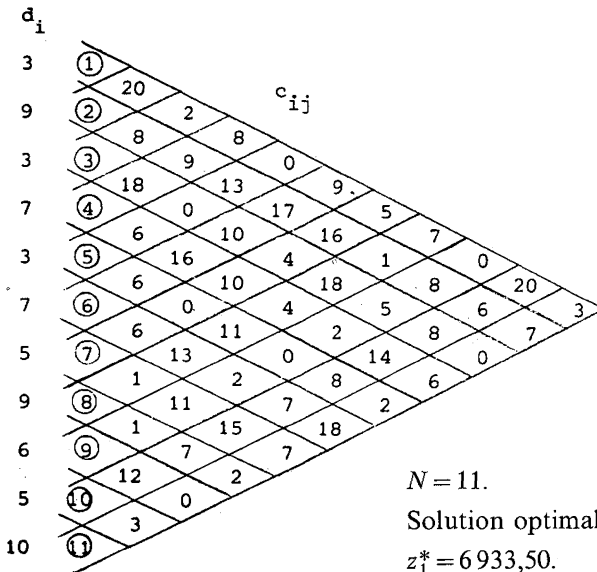 d_i
3 ①
20 c_ij
9 ② 2
8 8
3 ③ 9 0
18 13 9
7 ④ 0 17 5
6 10 16 7
3 ⑤ 16 4 1 0
6 10 18 8 20
7 ⑥ 0 4 5 6 3
6 11 2 8 7
5 ⑦ 13 0 14 0
1 2 8 6
9 ⑧ 11 7 2
1 15 18
6 ⑨ 7 7
12 2
5 ⑩ 0
3
10 ⑪
N = 11.
Solution optimal
z₁* = 6 933,50.